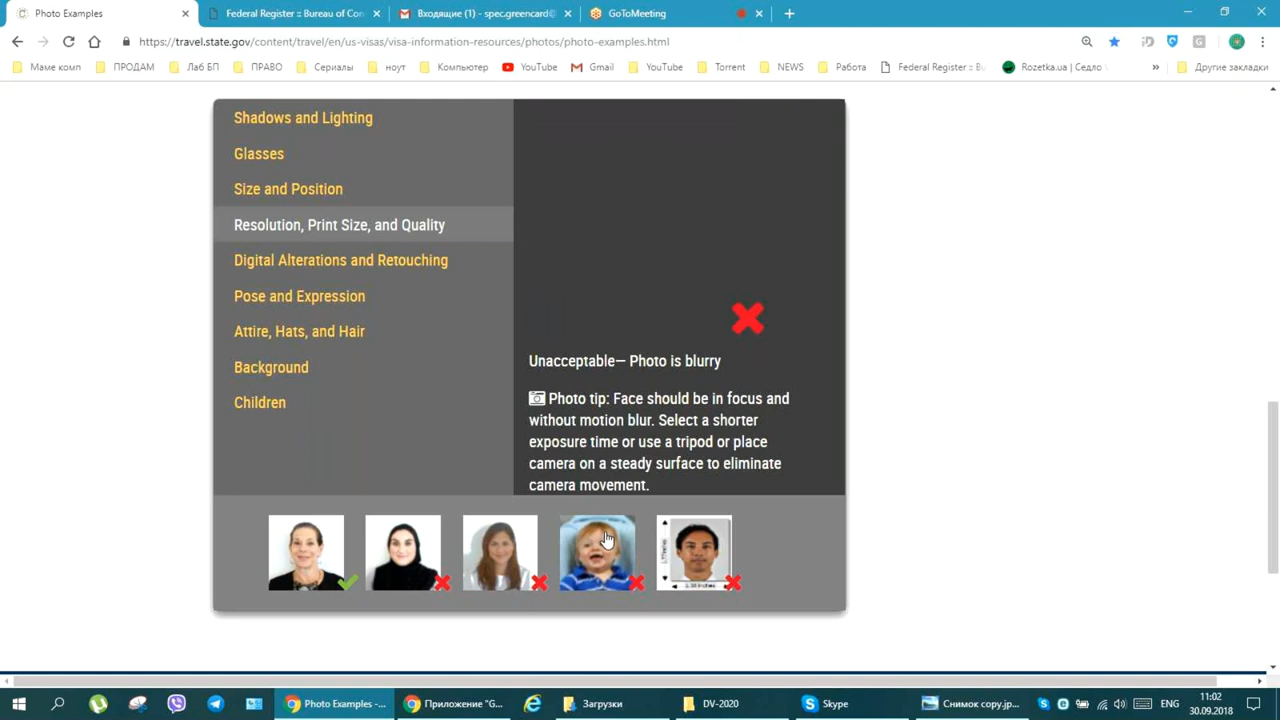 Photo Examples
Federal Register :: Bureau of Con
Входящие (1) - spec.greencard@
GoToMeeting
https://travel.state.gov/content/travel/en/us-visas/visa-information-resources/photos/photo-examples.html
Маме комп
ПРОДАМ
Лаб БП
ПРАВО
Сериалы
ноут
Компьютер
YouTube
Gmail
YouTube
Torrent
NEWS
Работа
Federal Register :: Bu
Rozetka.ua | Седло
»
Другие закладки
Shadows and Lighting
Glasses
Size and Position
Resolution, Print Size, and Quality
Digital Alterations and Retouching
Pose and Expression
Attire, Hats, and Hair
Background
Children
Unacceptable— Photo is blurry
Photo tip: Face should be in focus and
without motion blur. Select a shorter
exposure time or use a tripod or place
camera on a steady surface to eliminate
camera movement.
Photo Examples -...
Приложение "G...
Загрузки
DV-2020
Skype
Снимок copy.jp...
ENG
11:02
30.09.2018